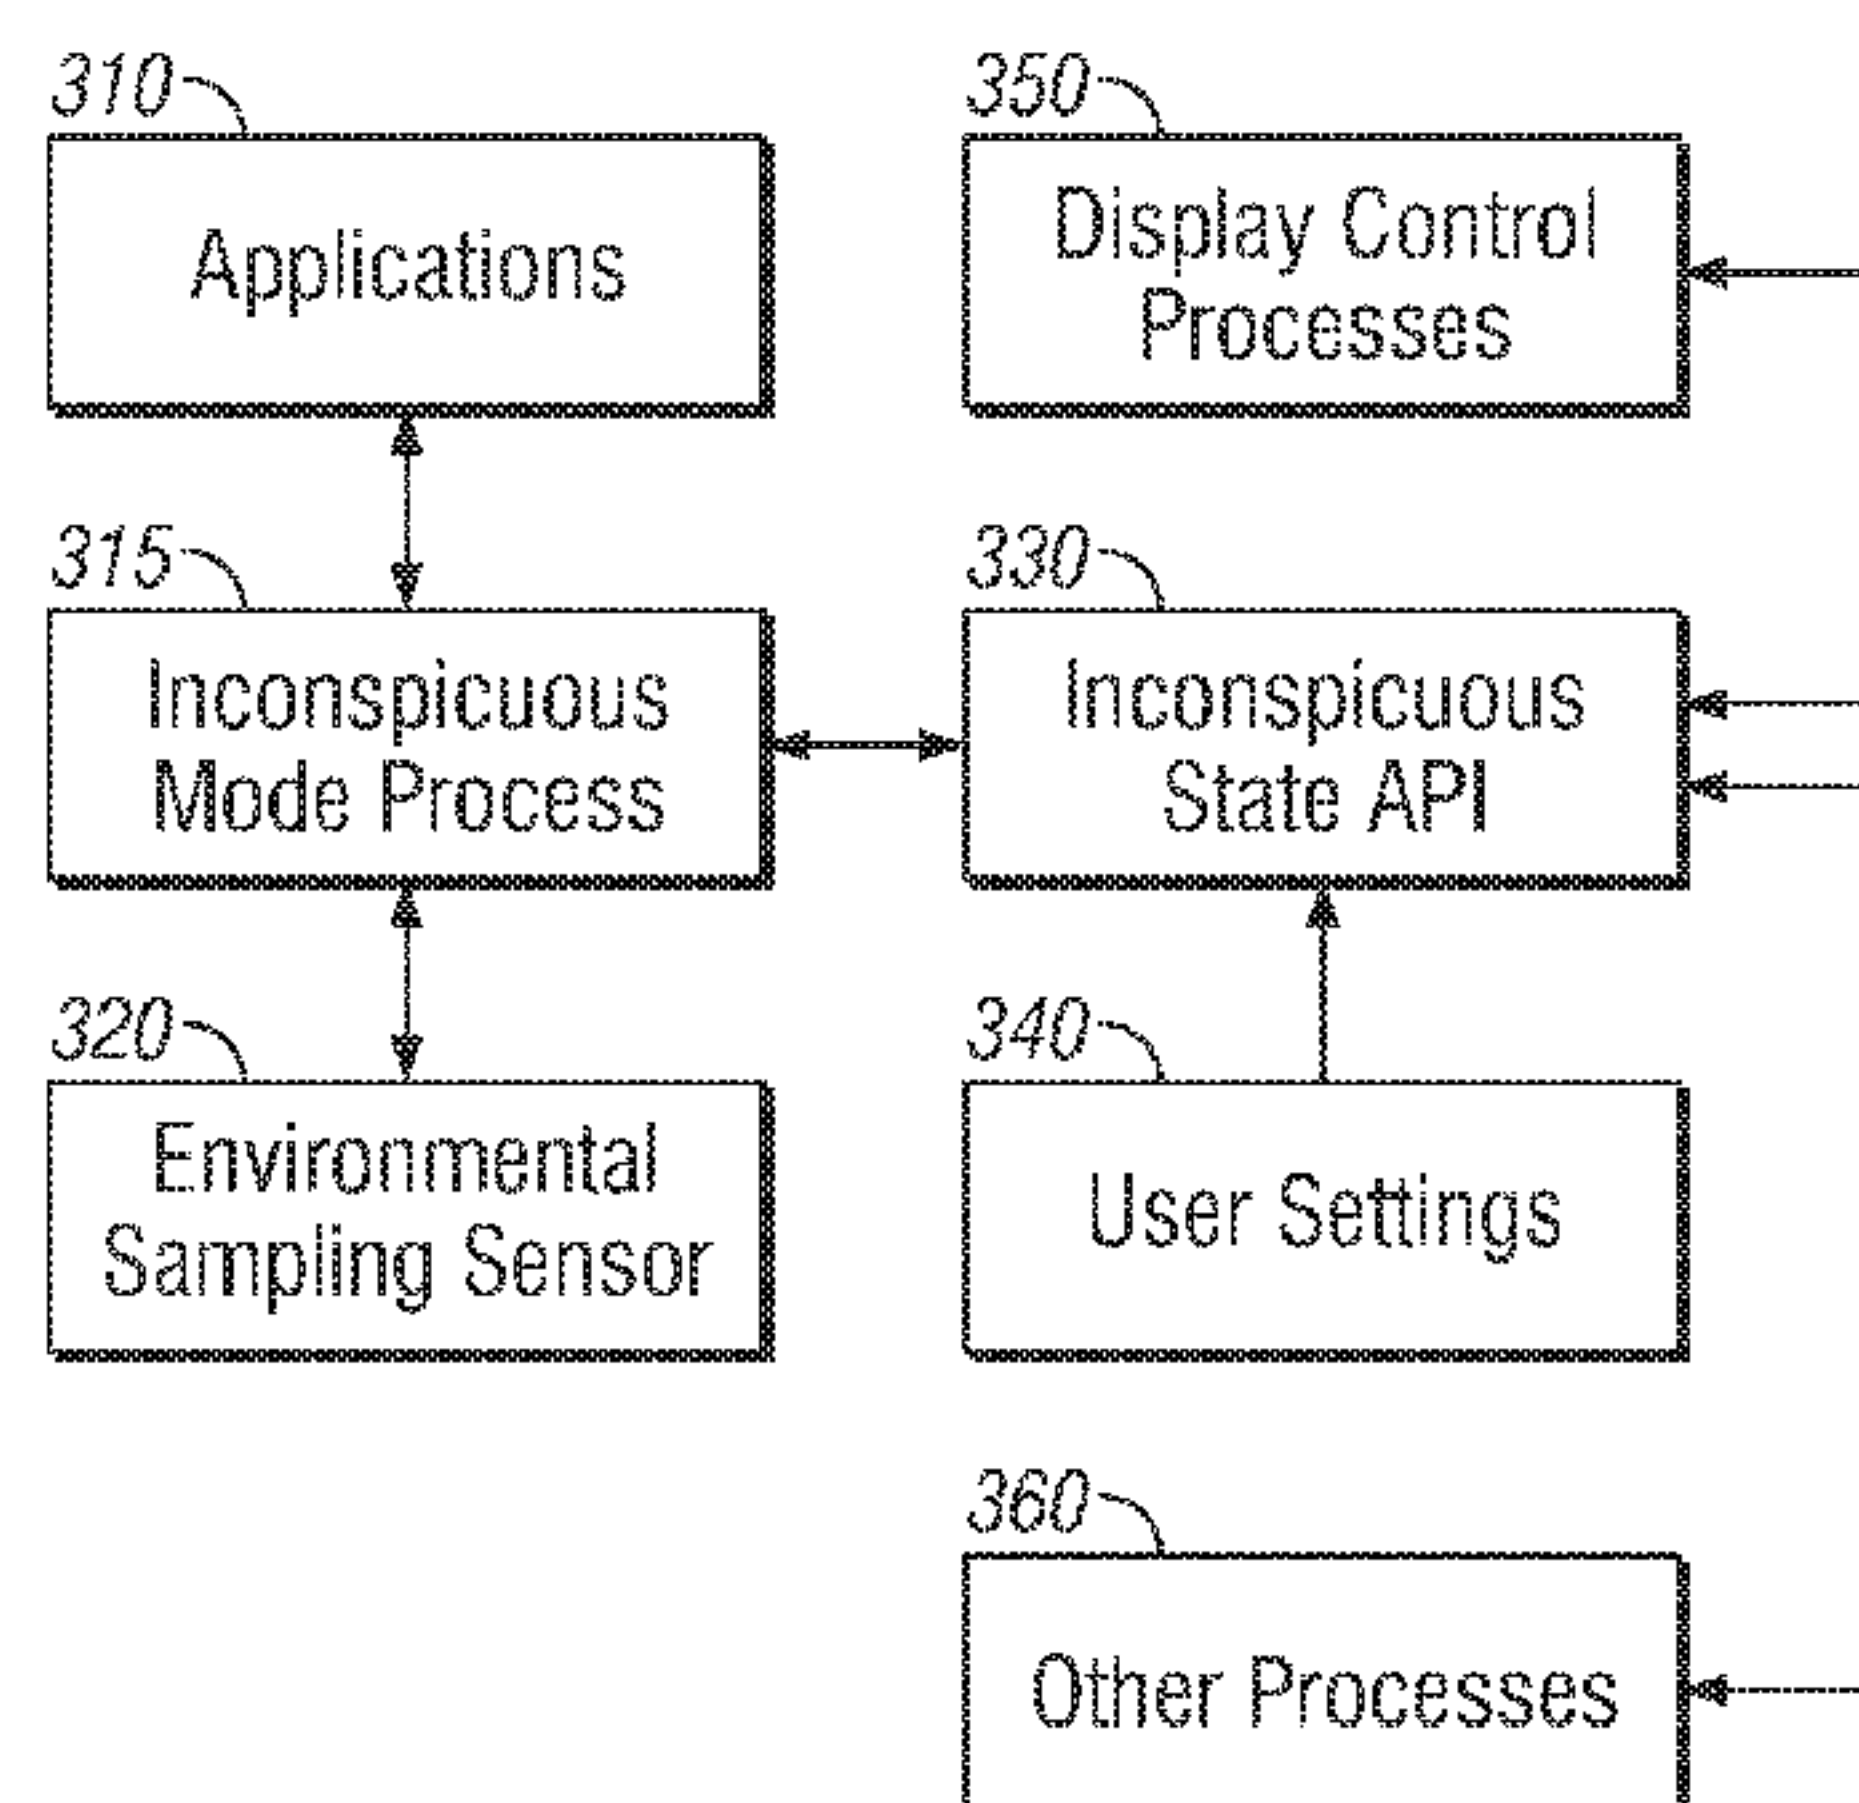 310
Applications
350
Display Control
Processes
315
Inconspicuous
Mode Process
330
Inconspicuous
State API
320
Environmental
Sampling Sensor
340
User Settings
360
Other Processes